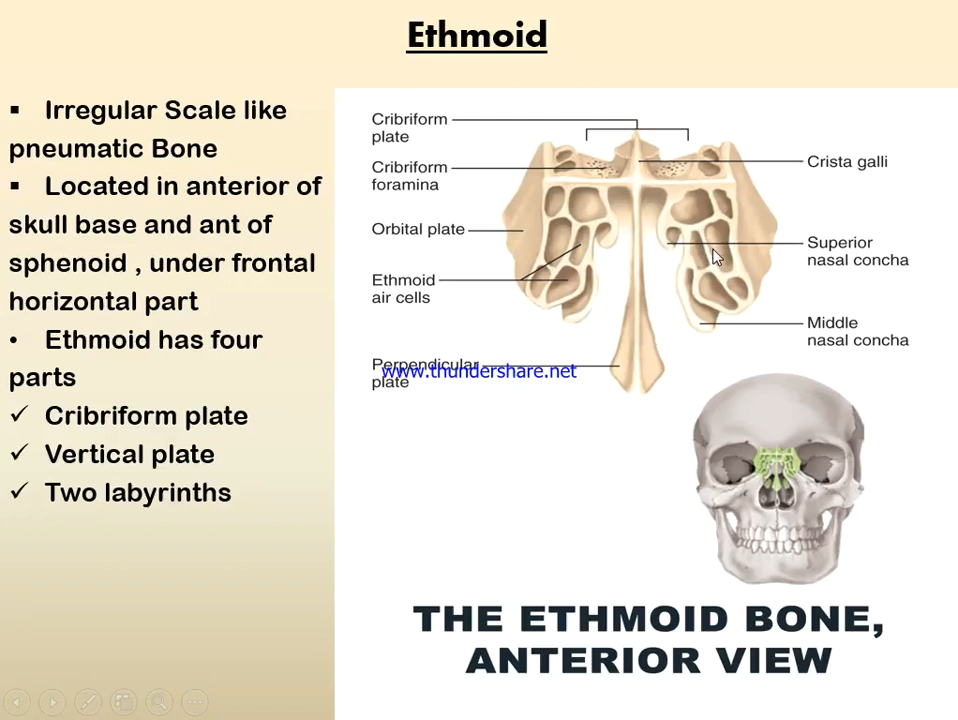 Ethmoid
▪ Irregular Scale like
pneumatic Bone
▪ Located in anterior of
skull base and ant of
sphenoid , under frontal
horizontal part
• Ethmoid has four
parts
✓ Cribriform plate
✓ Vertical plate
✓ Two labyrinths
Cribriform
plate
Cribriform
foramina
Orbital plate
Ethmoid
air cells
Perpendicular
plate
www.thundershare.net
Crista galli
Superior
nasal concha
Middle
nasal concha
THE ETHMOID BONE,
ANTERIOR VIEW